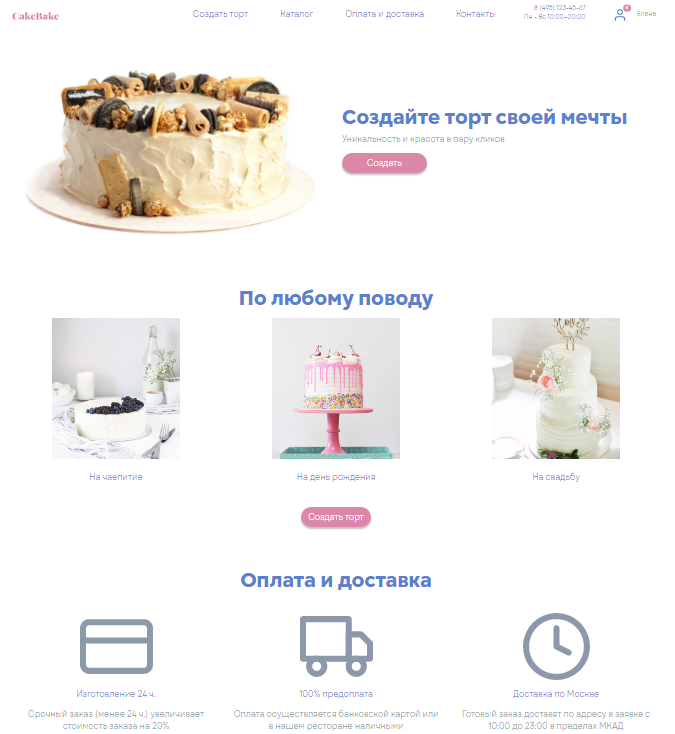 CakeBake
Создать торт
Каталог
Оплата и доставка
Контакты
8 (495) 123-45-67
Пн - Вс 10:00-20:00
Елена
Создайте торт своей мечты
Уникальность и красота в пару кликов
Создать
По любому поводу
На чаепитие
На день рождения
На свадьбу
Создать торт
Оплата и доставка
Изготовление 24 ч.
Срочный заказ (менее 24 ч.) увеличивает
стоимость заказа на 20%
100% предоплата
Оплата осуществляется банковской картой или
в нашем ресторане наличными
Доставка по Москве
Готовый заказ доставят по адресу в заявке с
10:00 до 23:00 в пределах МКАД